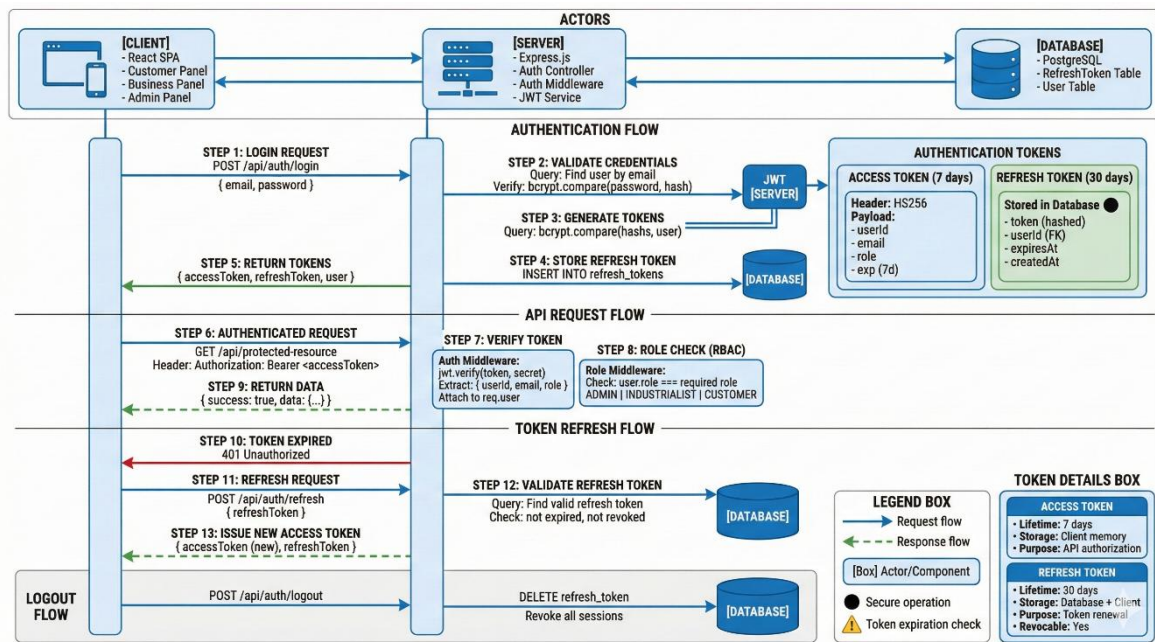 ACTORS
[CLIENT]
- React SPA
- Customer Panel
- Business Panel
- Admin Panel
[SERVER]
- Express.js
- Auth Controller
- Auth Middleware
- JWT Service
[DATABASE]
- PostgreSQL
- RefreshToken Table
- User Table
AUTHENTICATION FLOW
STEP 1: LOGIN REQUEST
POST /api/auth/login
{ email, password }
STEP 2: VALIDATE CREDENTIALS
Query: Find user by email
Verify: bcrypt.compare(password, hash)
JWT
[SERVER]
STEP 3: GENERATE TOKENS
Query: bcrypt.compare(hashs, user)
STEP 4: STORE REFRESH TOKEN
INSERT INTO refresh_tokens
[DATABASE]
STEP 5: RETURN TOKENS
{ accessToken, refreshToken, user }
AUTHENTICATION TOKENS
ACCESS TOKEN (7 days)
Header: HS256
Payload:
- userId
- email
- role
- exp (7d)
REFRESH TOKEN (30 days)
Stored in Database
- token (hashed)
- userId (FK)
- expiresAt
- createdAt
API REQUEST FLOW
STEP 6: AUTHENTICATED REQUEST
GET /api/protected-resource
Header: Authorization: Bearer <accessToken>
STEP 7: VERIFY TOKEN
Auth Middleware:
jwt.verify(token, secret)
Extract: { userId, email, role }
Attach to req.user
STEP 8: ROLE CHECK (RBAC)
Role Middleware:
Check: user.role === required role
ADMIN | INDUSTRIALIST | CUSTOMER
STEP 9: RETURN DATA
{ success: true, data: {...} }
TOKEN REFRESH FLOW
STEP 10: TOKEN EXPIRED
401 Unauthorized
STEP 11: REFRESH REQUEST
POST /api/auth/refresh
{ refreshToken }
STEP 12: VALIDATE REFRESH TOKEN
Query: Find valid refresh token
Check: not expired, not revoked
[DATABASE]
STEP 13: ISSUE NEW ACCESS TOKEN
{ accessToken (new), refreshToken }
LOGOUT
FLOW
POST /api/auth/logout
DELETE refresh_token
Revoke all sessions
[DATABASE]
LEGEND BOX
Request flow
Response flow
[Box] Actor/Component
Secure operation
Token expiration check
TOKEN DETAILS BOX
ACCESS TOKEN
• Lifetime: 7 days
• Storage: Client memory
• Purpose: API authorization
REFRESH TOKEN
• Lifetime: 30 days
• Storage: Database + Client
• Purpose: Token renewal
• Revocable: Yes